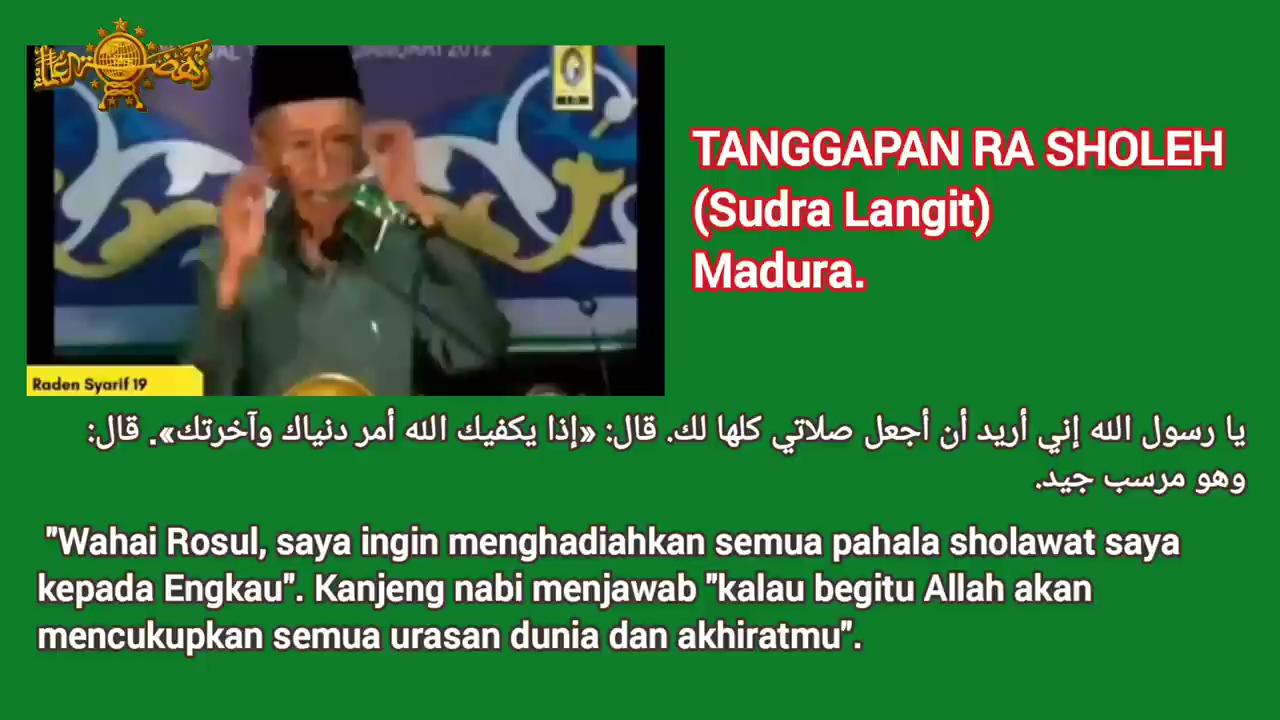 2012
TANGGAPAN RA SHOLEH
(Sudra Langit)
Madura.
Raden Syarif 19
يا رسول الله إني أريد أن أجعل صلاتي كلها لك. قال: «إذا يكفيك الله أمر دنياك وآخرتك». قال:
وهو مرسب جيد.
"Wahai Rosul, saya ingin menghadiahkan semua pahala sholawat saya
kepada Engkau". Kanjeng nabi menjawab "kalau begitu Allah akan
mencukupkan semua urasan dunia dan akhiratmu".